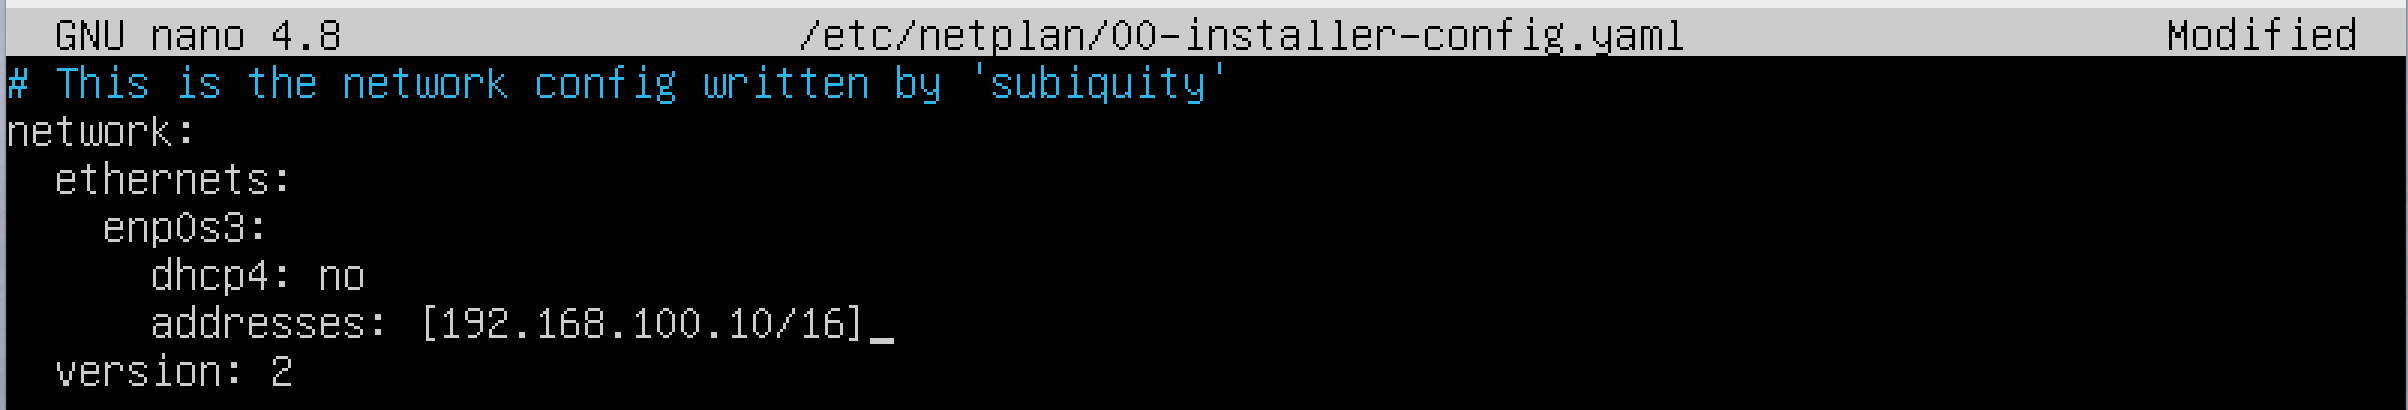 GNU nano 4.8 /etc/netplan/00-installer-config.yaml Modified
# This is the network config written by 'subiquity'
network:
  ethernets:
    enp0s3:
      dhcp4: no
      addresses: [192.168.100.10/16]_
  version: 2